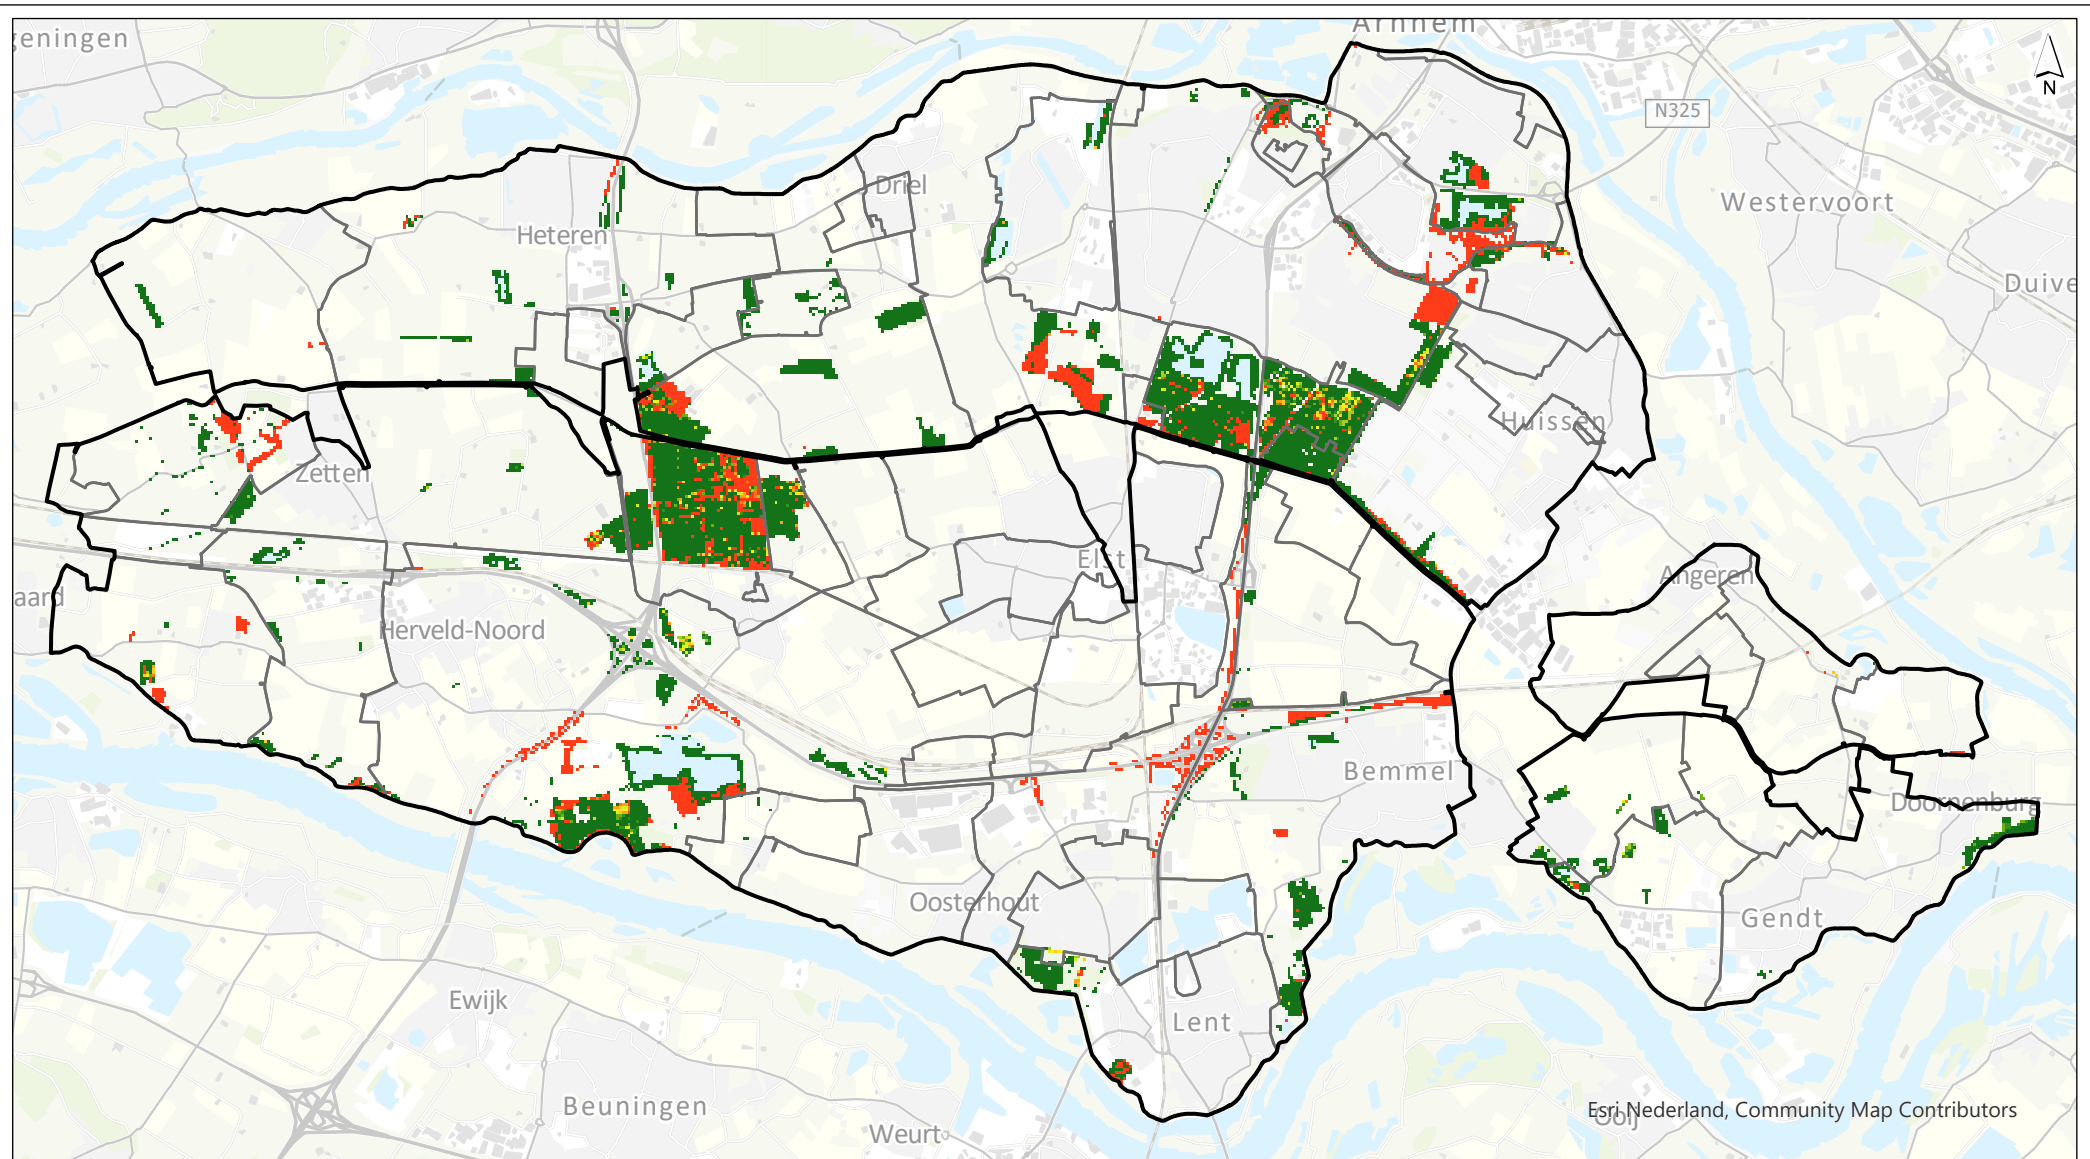 Arnhem
geningen
N
N325
Driel
Westervoort
Heteren
Duive
Huissen
Zetten
Elst
Angeren
aard
Herveld-Noord
Bemmel
Doornenburg
Oosterhout
Gendt
Ewijk
Lent
Beuningen
Esri Nederland, Community Map Contributors
Ooij
Weurt